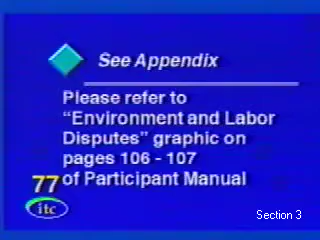 See Appendix
Please refer to
“Environment and Labor
Disputes” graphic on
pages 106 - 107
77 of Participant Manual
itc
Section 3